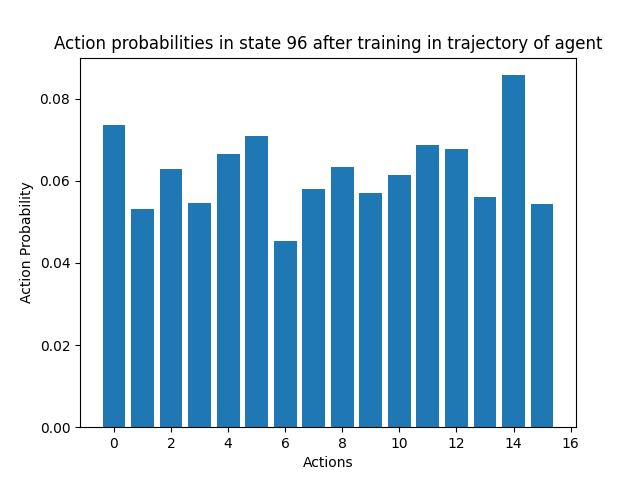 Action probabilities in state 96 after training in trajectory of agent
0.08
0.06
0.04
0.02
0.00
Action Probability
0 2 4 6 8 10 12 14 16
Actions